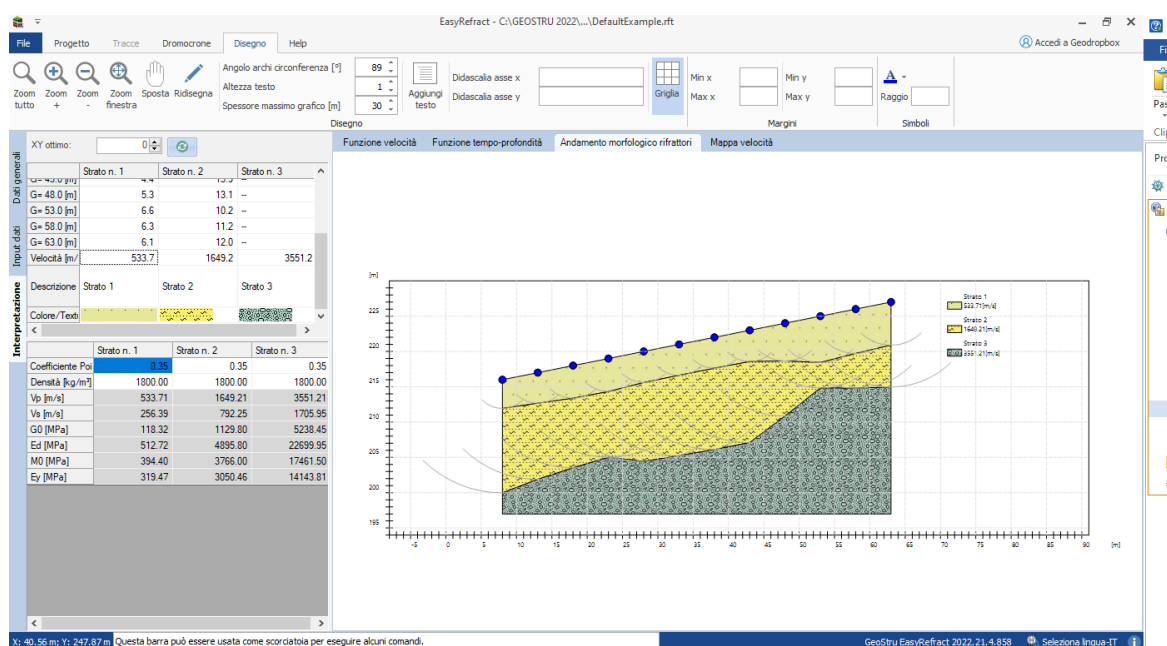 EasyRefract - C:\GEOSTRU 2022\...\DefaultExample.rft
File Progetto Tracce Dromocrone Disegno Help
Accedi a Geodropbox
Zoom tutto
Zoom +
Zoom -
Zoom finestra
Sposta
Ridisegna
Angolo archi circonferenza [°] 89
Altezza testo 1
Spessore massimo grafico [m] 30
Aggiungi testo
Didascalia asse x
Didascalia asse y
Griglia
Min x
Max x
Min y
Max y
Raggio
Disegno
Margini
Simboli
Dati generali
Input dati
Interpretazione
XY ottimo: 0
Funzione velocità Funzione tempo-profondità Andamento morfologico rifrattori Mappa velocità
Strato n. 1 Strato n. 2 Strato n. 3
G= 48.0 [m] 5.3 13.1 --
G= 53.0 [m] 6.6 10.2 --
G= 58.0 [m] 6.3 11.2 --
G= 63.0 [m] 6.1 12.0 --
Velocità [m/ 533.7 1649.2 3551.2
Descrizione Strato 1 Strato 2 Strato 3
Colore/Textu
Strato n. 1 Strato n. 2 Strato n. 3
Coefficiente Poi 0.35 0.35 0.35
Densità [kg/m³] 1800.00 1800.00 1800.00
Vp [m/s] 533.71 1649.21 3551.21
Vs [m/s] 256.39 792.25 1705.95
G0 [MPa] 118.32 1129.80 5238.45
Ed [MPa] 512.72 4895.80 22699.95
M0 [MPa] 394.40 3766.00 17461.50
Ey [MPa] 319.47 3050.46 14143.81
[m]
225
220
215
210
205
200
195
-5 0 5 10 15 20 25 30 35 40 45 50 55 60 65 70 75 80 85 90 [m]
Strato 1
533.71[m/s]
Strato 2
1649.21[m/s]
Strato 3
3551.21[m/s]
X: 40.56 m; Y: 247.87 m
Questa barra può essere usata come scorciatoia per eseguire alcuni comandi.
GeoStru EasyRefract 2022.21.4.858
Seleziona lingua-IT
Fi
Pas
Clip
Pro